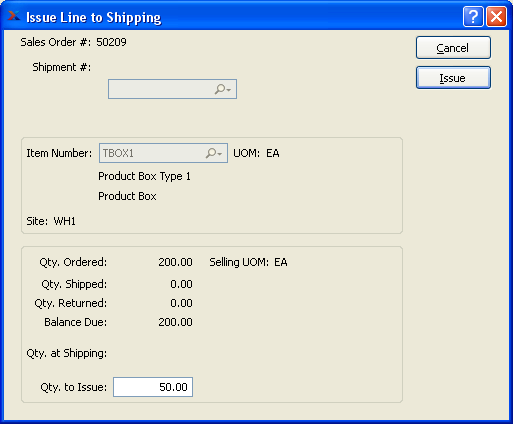 Issue Line to Shipping
Sales Order #: 50209
Cancel
Shipment #:
Issue
Item Number: TBOX1 UOM: EA
Product Box Type 1
Product Box
Site: WH1
Qty. Ordered: 200.00 Selling UOM: EA
Qty. Shipped: 0.00
Qty. Returned: 0.00
Balance Due: 200.00
Qty. at Shipping:
Qty. to Issue: 50.00